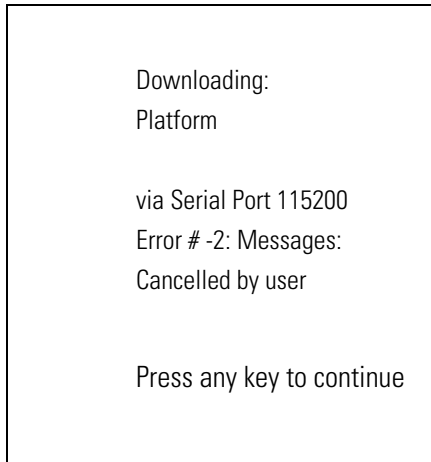 Downloading:
Platform
via Serial Port 115200
Error # -2: Messages:
Cancelled by user
Press any key to continue